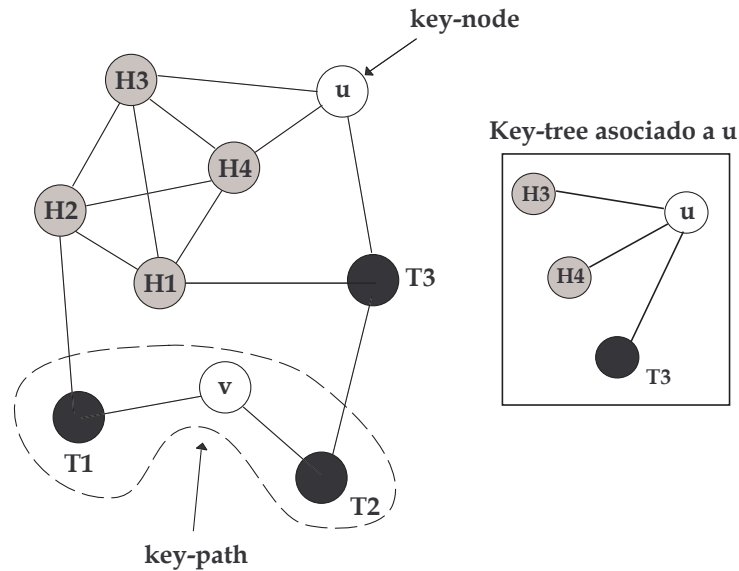 key-node
H3
u
Key-tree asociado a u
H4
H3
u
H2
H4
H1
T3
T3
v
T1
T2
key-path